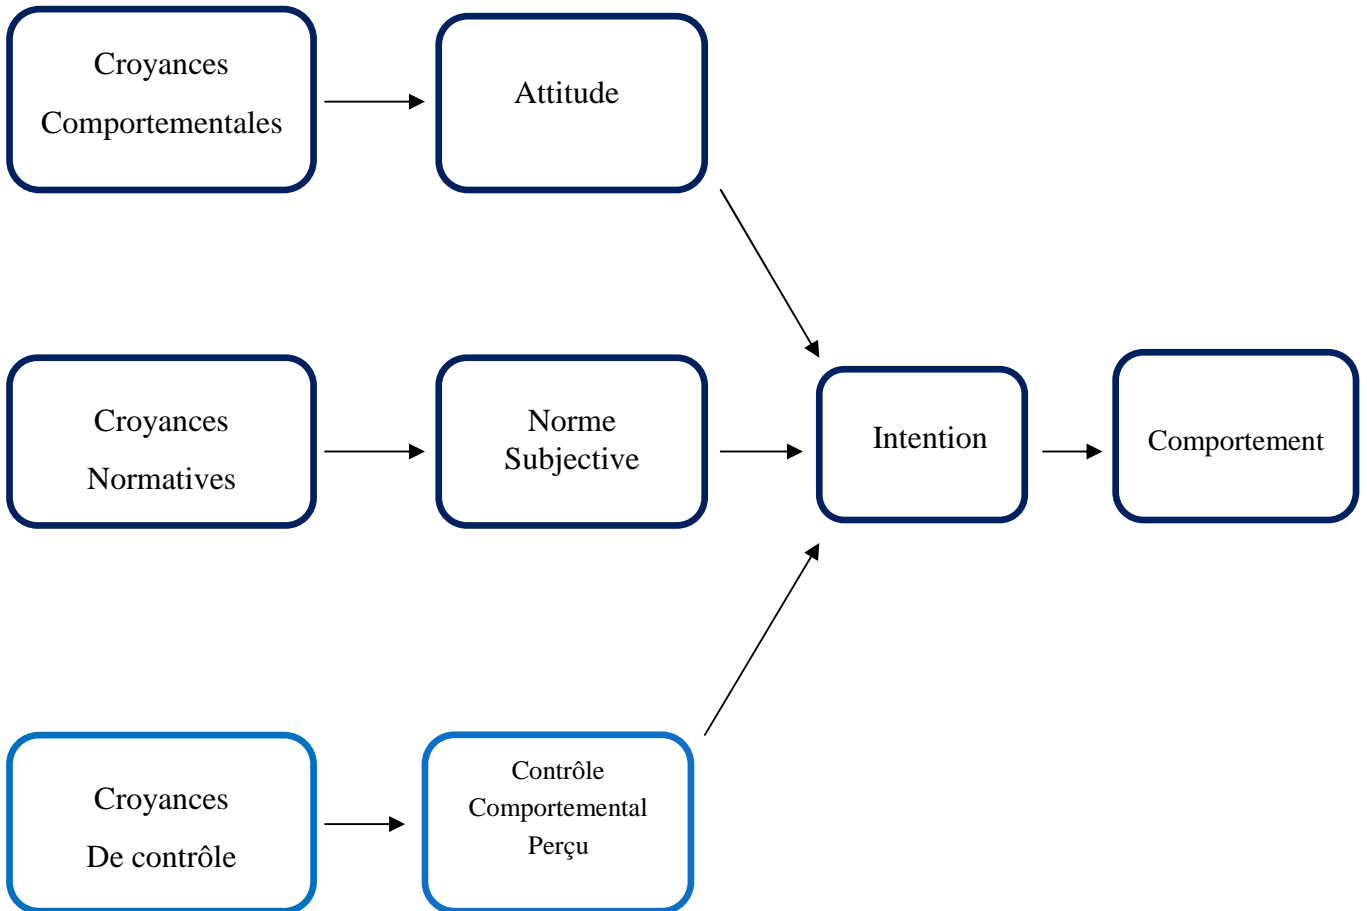 Croyances
Comportementales
Attitude
Croyances
Normatives
Norme
Subjective
Intention
Comportement
Croyances
De contrôle
Contrôle
Comportemental
Perçu